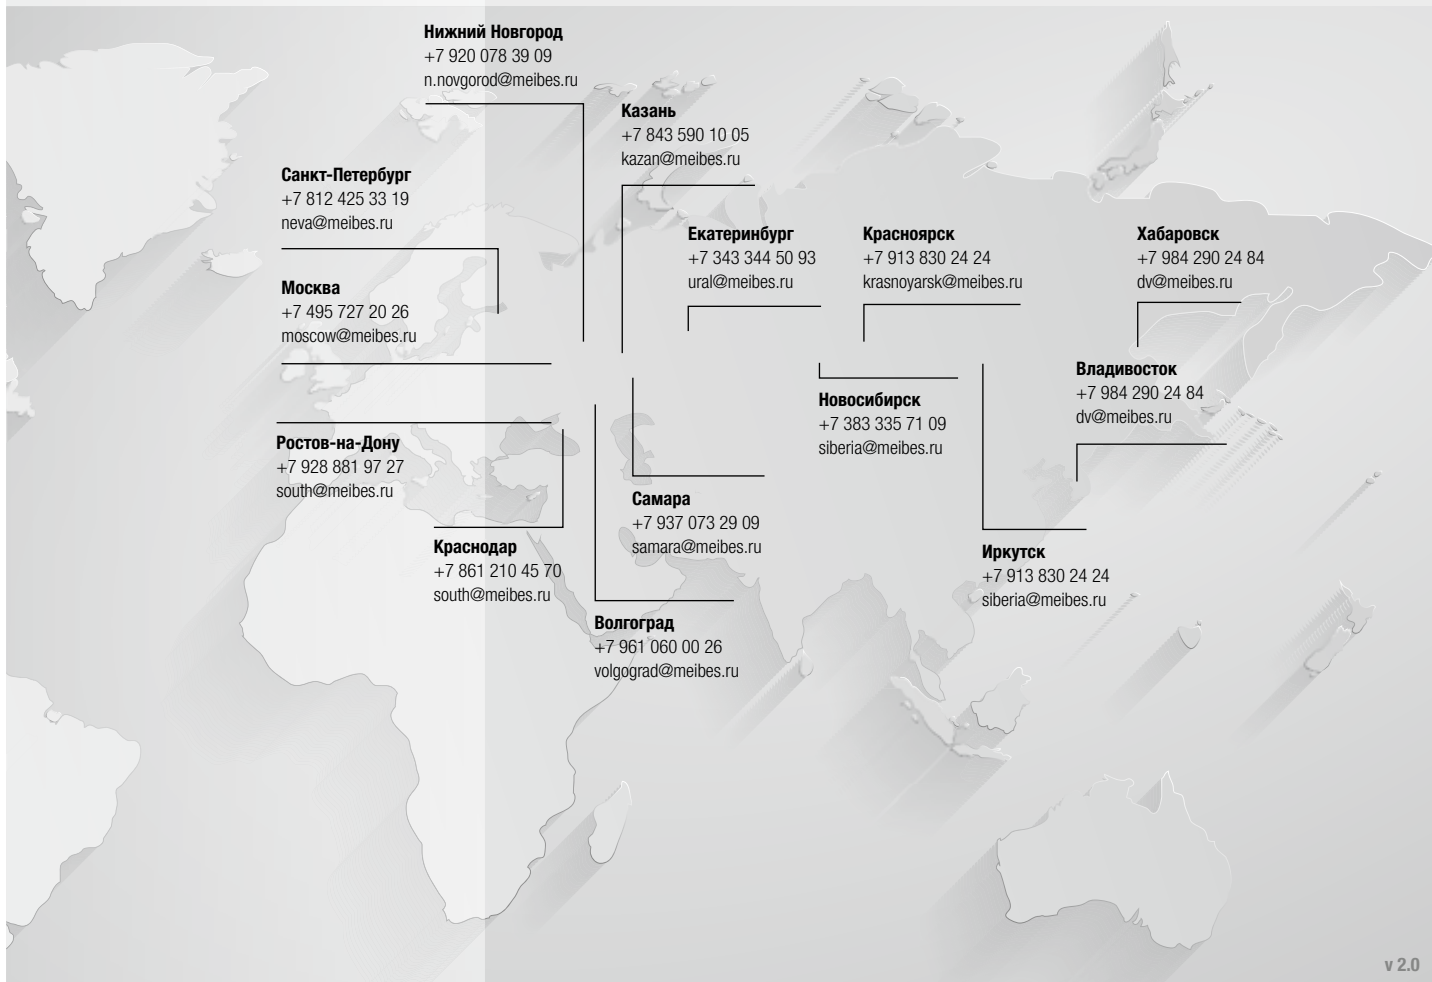 Нижний Новгород
+7 920 078 39 09
n.novgorod@meibes.ru
Казань
+7 843 590 10 05
kazan@meibes.ru
Санкт-Петербург
+7 812 425 33 19
neva@meibes.ru
Екатеринбург
+7 343 344 50 93
ural@meibes.ru
Красноярск
+7 913 830 24 24
krasnoyarsk@meibes.ru
Хабаровск
+7 984 290 24 84
dv@meibes.ru
Москва
+7 495 727 20 26
moscow@meibes.ru
Владивосток
+7 984 290 24 84
dv@meibes.ru
Новосибирск
+7 383 335 71 09
siberia@meibes.ru
Ростов-на-Дону
+7 928 881 97 27
south@meibes.ru
Самара
+7 937 073 29 09
samara@meibes.ru
Краснодар
+7 861 210 45 70
south@meibes.ru
Иркутск
+7 913 830 24 24
siberia@meibes.ru
Волгоград
+7 961 060 00 26
volgograd@meibes.ru
v 2.0